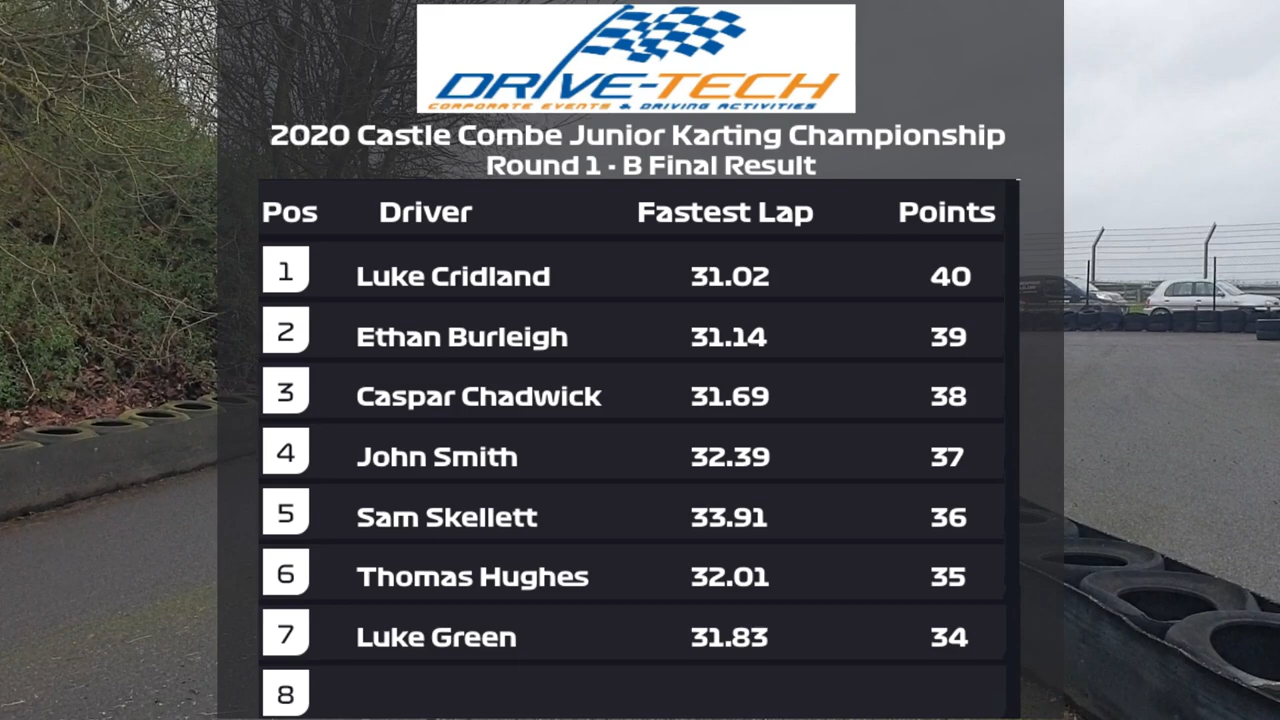 DRIVE-TECH
CORPORATE EVENTS & DRIVING ACTIVITIES
2020 Castle Combe Junior Karting Championship
Round 1 - B Final Result
Pos Driver Fastest Lap Points
1 Luke Cridland 31.02 40
2 Ethan Burleigh 31.14 39
3 Caspar Chadwick 31.69 38
4 John Smith 32.39 37
5 Sam Skellett 33.91 36
6 Thomas Hughes 32.01 35
7 Luke Green 31.83 34
8